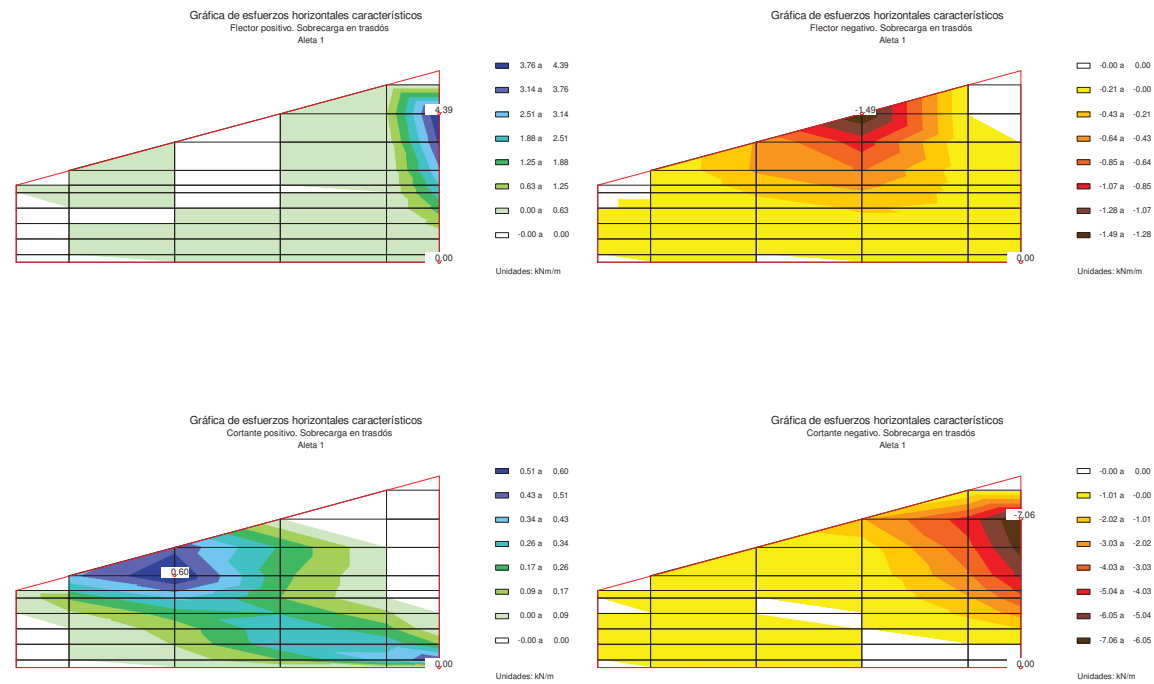 Gráfica de esfuerzos horizontales característicos
Flector positivo. Sobrecarga en trasdós
Aleta 1
4.39
0.00
3.76 a 4.39
3.14 a 3.76
2.51 a 3.14
1.88 a 2.51
1.25 a 1.88
0.63 a 1.25
0.00 a 0.63
-0.00 a 0.00
Unidades: kNm/m
Gráfica de esfuerzos horizontales característicos
Flector negativo. Sobrecarga en trasdós
Aleta 1
-1.49
0.00
-0.00 a 0.00
-0.21 a -0.00
-0.43 a -0.21
-0.64 a -0.43
-0.85 a -0.64
-1.07 a -0.85
-1.28 a -1.07
-1.49 a -1.28
Unidades: kNm/m
Gráfica de esfuerzos horizontales característicos
Cortante positivo. Sobrecarga en trasdós
Aleta 1
0.60
0.00
0.51 a 0.60
0.43 a 0.51
0.34 a 0.43
0.26 a 0.34
0.17 a 0.26
0.09 a 0.17
0.00 a 0.09
-0.00 a 0.00
Unidades: kN/m
Gráfica de esfuerzos horizontales característicos
Cortante negativo. Sobrecarga en trasdós
Aleta 1
-7.06
0.00
-0.00 a 0.00
-1.01 a -0.00
-2.02 a -1.01
-3.03 a -2.02
-4.03 a -3.03
-5.04 a -4.03
-6.05 a -5.04
-7.06 a -6.05
Unidades: kN/m